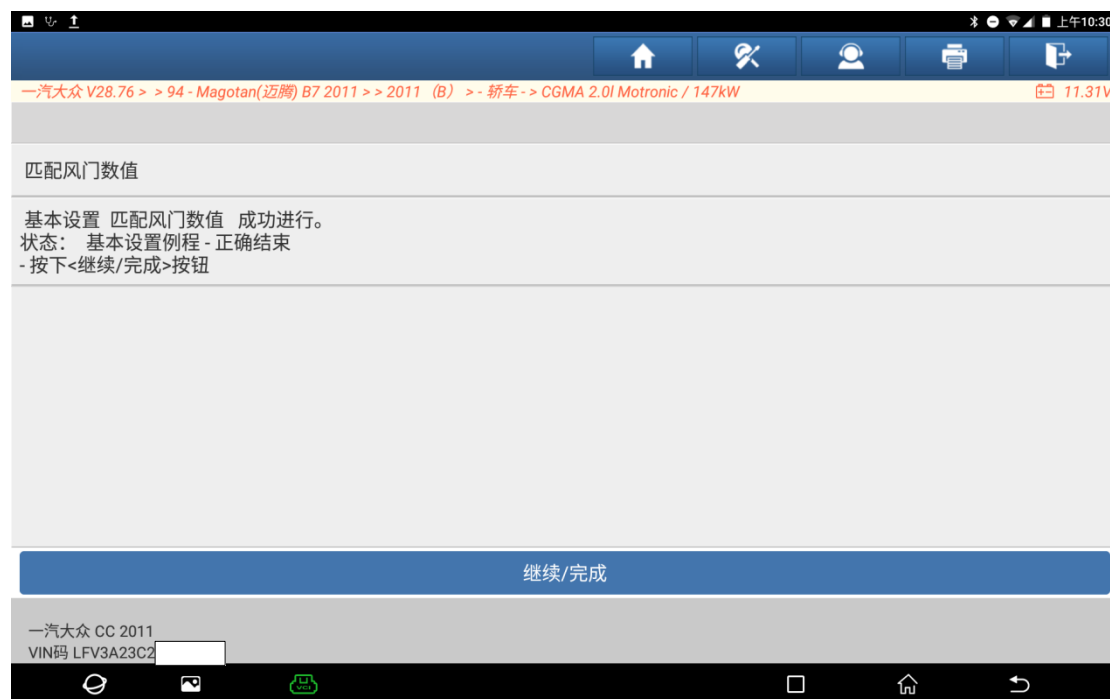 上午10:30
一汽大众 V28.76 > > 94 - Magotan(迈腾) B7 2011 > > 2011（B） > - 轿车 - > CGMA 2.0l Motronic / 147kW
11.31V
匹配风门数值
基本设置 匹配风门数值 成功进行。
状态： 基本设置例程 - 正确结束
- 按下<继续/完成>按钮
继续/完成
一汽大众 CC 2011
VIN码 LFV3A23C2
VCI